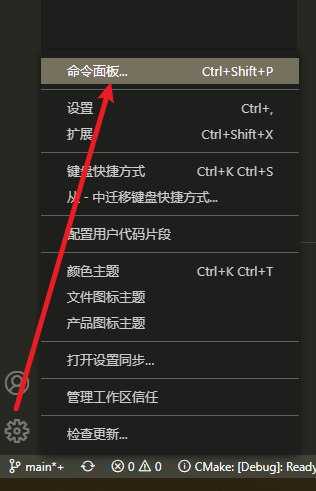 命令面板... Ctrl+Shift+P
设置 Ctrl+,
扩展 Ctrl+Shift+X
键盘快捷方式 Ctrl+K Ctrl+S
从 - 中迁移键盘快捷方式...
配置用户代码片段
颜色主题 Ctrl+K Ctrl+T
文件图标主题
产品图标主题
打开设置同步...
管理工作区信任
检查更新...
main*+ 0 0 CMake: [Debug]: Ready